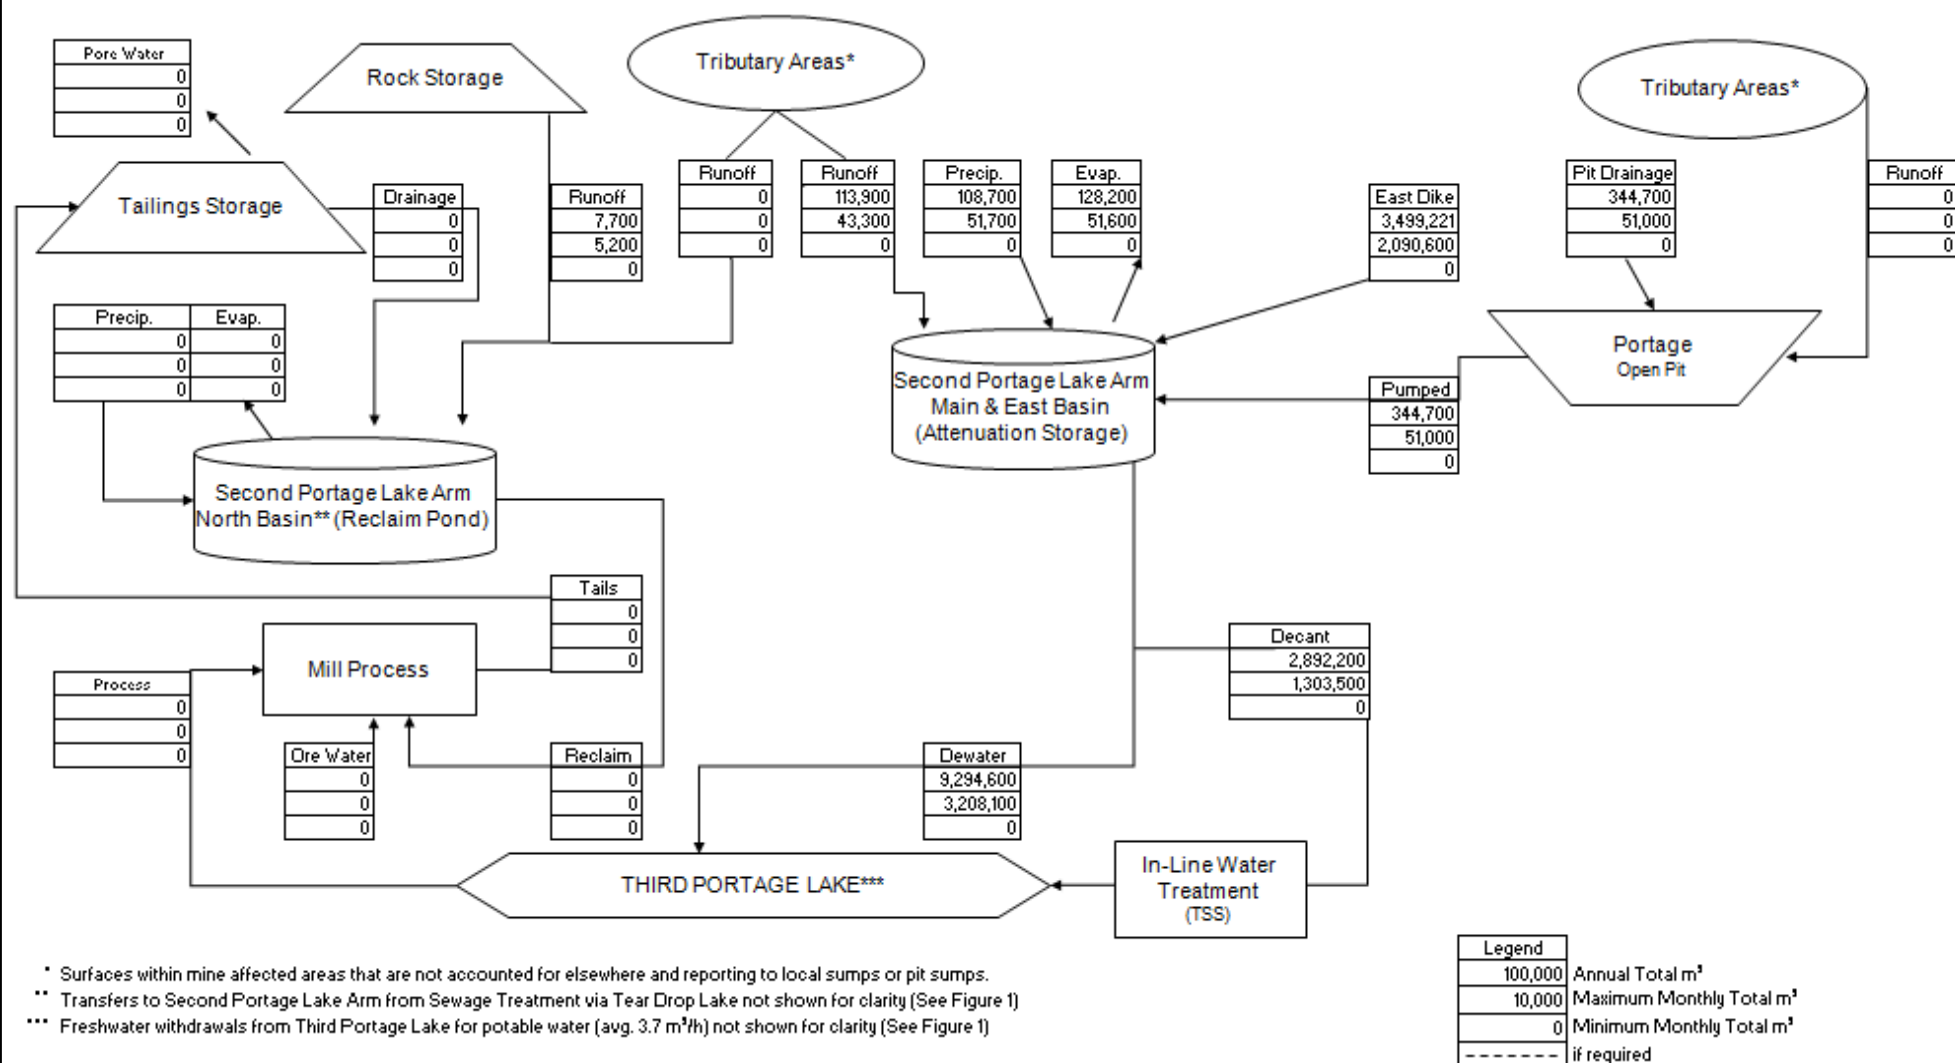 Pore Water
0
0
0
Rock Storage
Tributary Areas*
Tributary Areas*
Tailings Storage
Drainage
0
0
0
Runoff
7,700
5,200
0
Runoff
0
0
0
Runoff
113,900
43,300
0
Precip.
108,700
51,700
0
Evap.
128,200
51,600
0
East Dike
3,499,221
2,090,600
0
Pit Drainage
344,700
51,000
0
Runoff
0
0
0
Precip. Evap.
0 0
0 0
0 0
Second Portage Lake Arm
Main & East Basin
(Attenuation Storage)
Portage
Open Pit
Pumped
344,700
51,000
0
Second Portage Lake Arm
North Basin** (Reclaim Pond)
Tails
0
0
0
Mill Process
Process
0
0
0
Decant
2,892,200
1,303,500
0
Ore Water
0
0
0
Reclaim
0
0
0
Dewater
9,294,600
3,208,100
0
THIRD PORTAGE LAKE***
In-Line Water
Treatment
(TSS)
* Surfaces within mine affected areas that are not accounted for elsewhere and reporting to local sumps or pit sumps.
** Transfers to Second Portage Lake Arm from Sewage Treatment via Tear Drop Lake not shown for clarity (See Figure 1)
*** Freshwater withdrawals from Third Portage Lake for potable water (avg. 3.7 m³/h) not shown for clarity (See Figure 1)
Legend
100,000 Annual Total m³
10,000 Maximum Monthly Total m³
0 Minimum Monthly Total m³
- - - - - - - if required